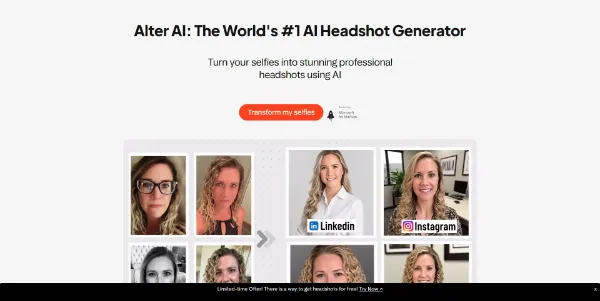 Alter AI: The World's #1 AI Headshot Generator
Turn your selfies into stunning professional
headshots using AI
Transform my selfies
Linkedin
Instagram
Limited-time Offer! There is a way to get headshots for free! Try Now
x